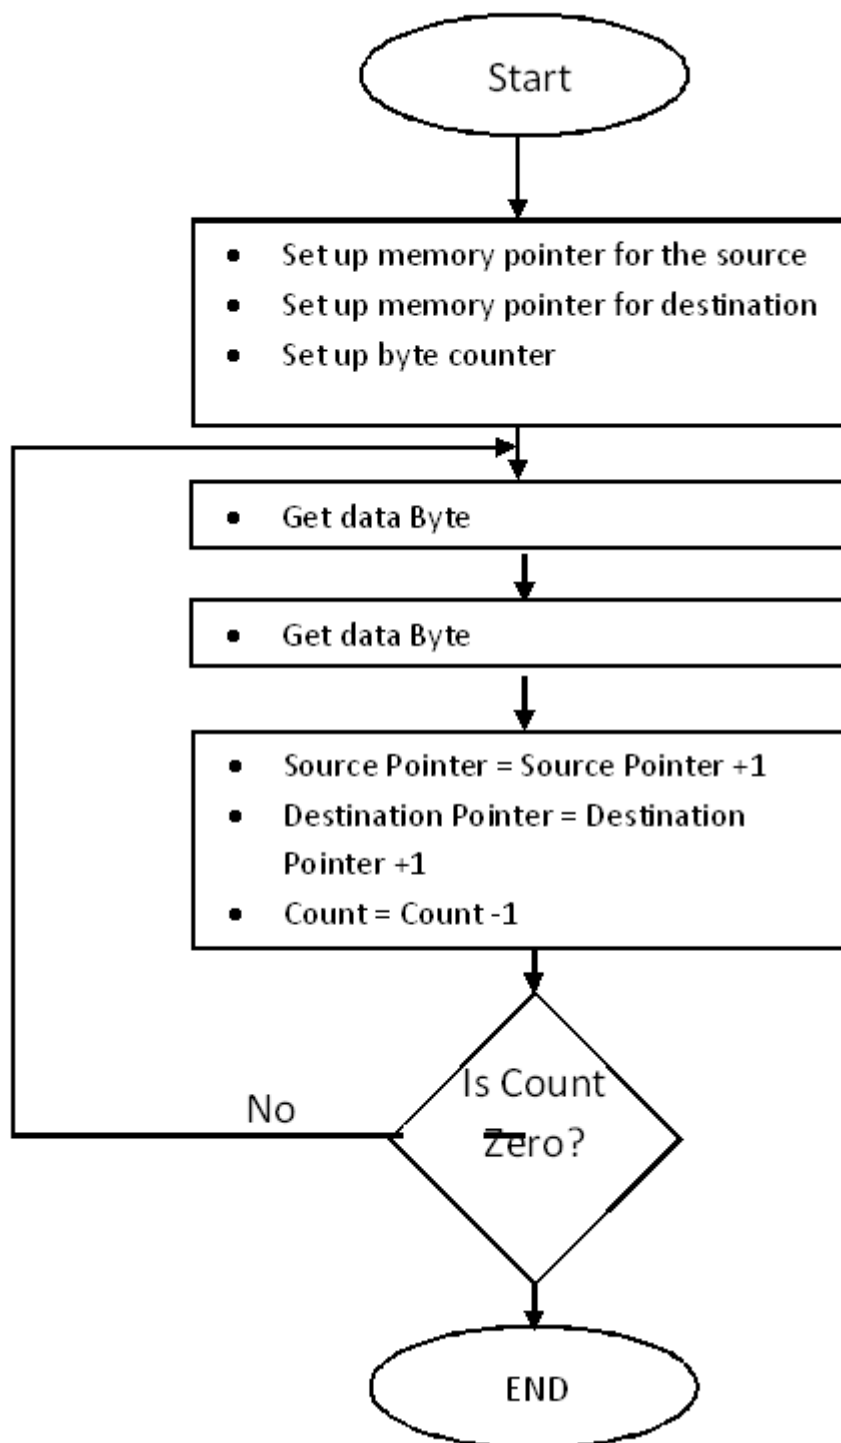 Start
• Set up memory pointer for the source
• Set up memory pointer for destination
• Set up byte counter
• Get data Byte
• Get data Byte
• Source Pointer = Source Pointer +1
• Destination Pointer = Destination
Pointer +1
• Count = Count -1
Is Count
No
Zero?
END